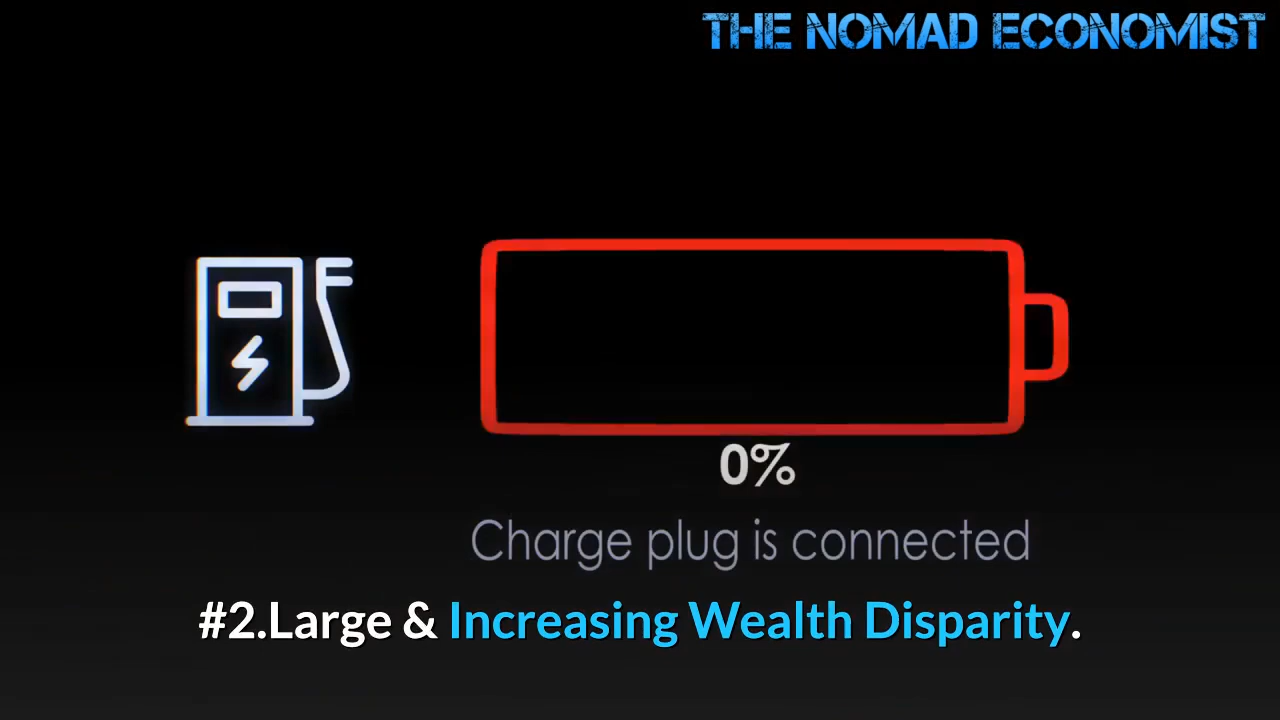 THE NOMAD ECONOMIST
0%
Charge plug is connected
#2.Large & Increasing Wealth Disparity.